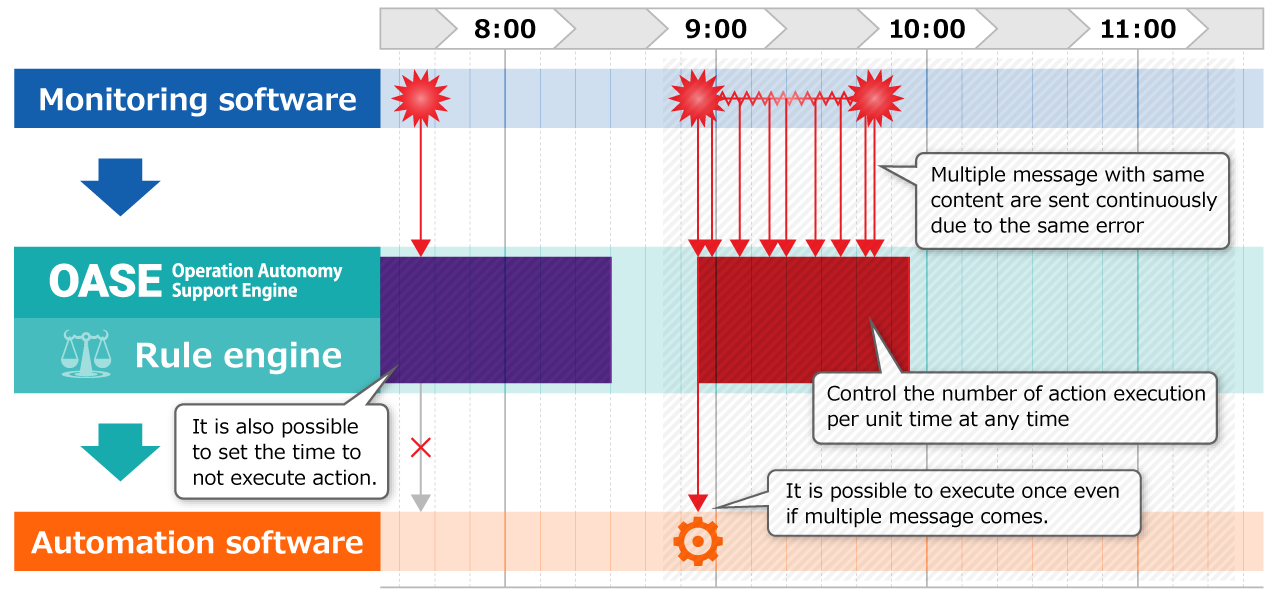 8:00 9:00 10:00 11:00
Monitoring software
Multiple message with same
content are sent continuously
due to the same error
OASE Operation Autonomy
Support Engine
Rule engine
Control the number of action execution
per unit time at any time
It is also possible
to set the time to
not execute action.
It is possible to execute once even
if multiple message comes.
Automation software